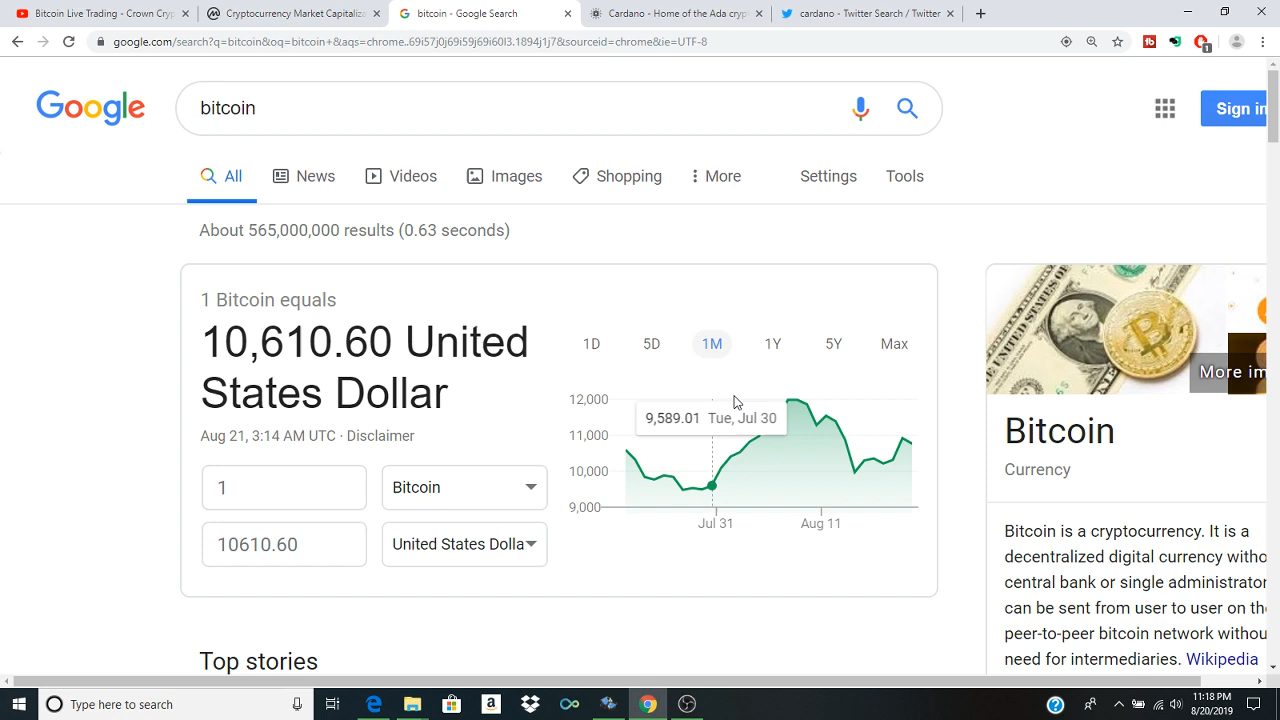 Bitcoin Live Trading - Crown Cryp
Cryptocurrency Market Capitaliza
bitcoin - Google Search
Cardano - Home of the Ada crypt
cardano - Twitter Search / Twitter
google.com/search?q=bitcoin&oq=bitcoin+&aqs=chrome..69i57j0j69i59j69i60l3.1894j1j7&sourceid=chrome&ie=UTF-8
tb
1
Google
bitcoin
Sign in
All
News
Videos
Images
Shopping
More
Settings
Tools
About 565,000,000 results (0.63 seconds)
1 Bitcoin equals
10,610.60 United
States Dollar
Aug 21, 3:14 AM UTC · Disclaimer
1
Bitcoin
10610.60
United States Dolla
1D
5D
1M
1Y
5Y
Max
12,000
11,000
10,000
9,000
9,589.01 Tue, Jul 30
Jul 31
Aug 11
More im
Bitcoin
Currency
Bitcoin is a cryptocurrency. It is a
decentralized digital currency witho
central bank or single administrator
can be sent from user to user on the
peer-to-peer bitcoin network withou
need for intermediaries. Wikipedia
Top stories
Type here to search
11:18 PM
8/20/2019